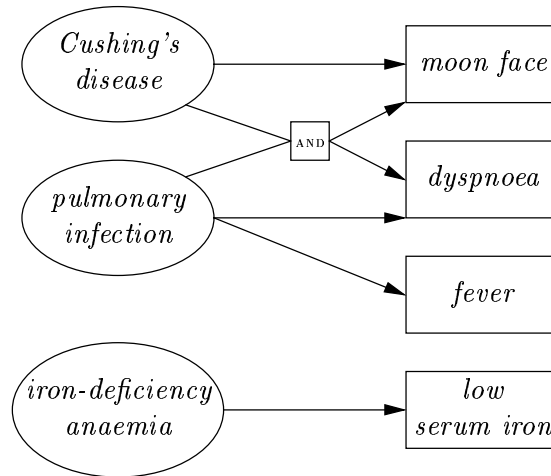 Cushing's
disease
moon face
AND
dyspnoea
pulmonary
infection
fever
iron-deficiency
anaemia
low
serum iron